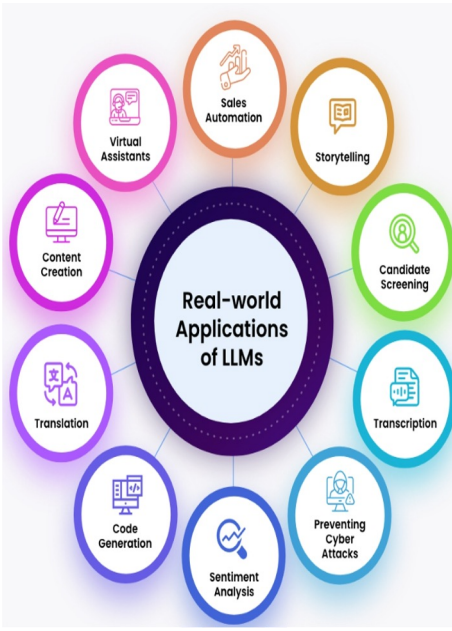 Sales
Automation
Storytelling
Candidate
Screening
Transcription
Preventing
Cyber
Attacks
Sentiment
Analysis
Code
Generation
Translation
Content
Creation
Virtual
Assistants
Real-world
Applications
of LLMs